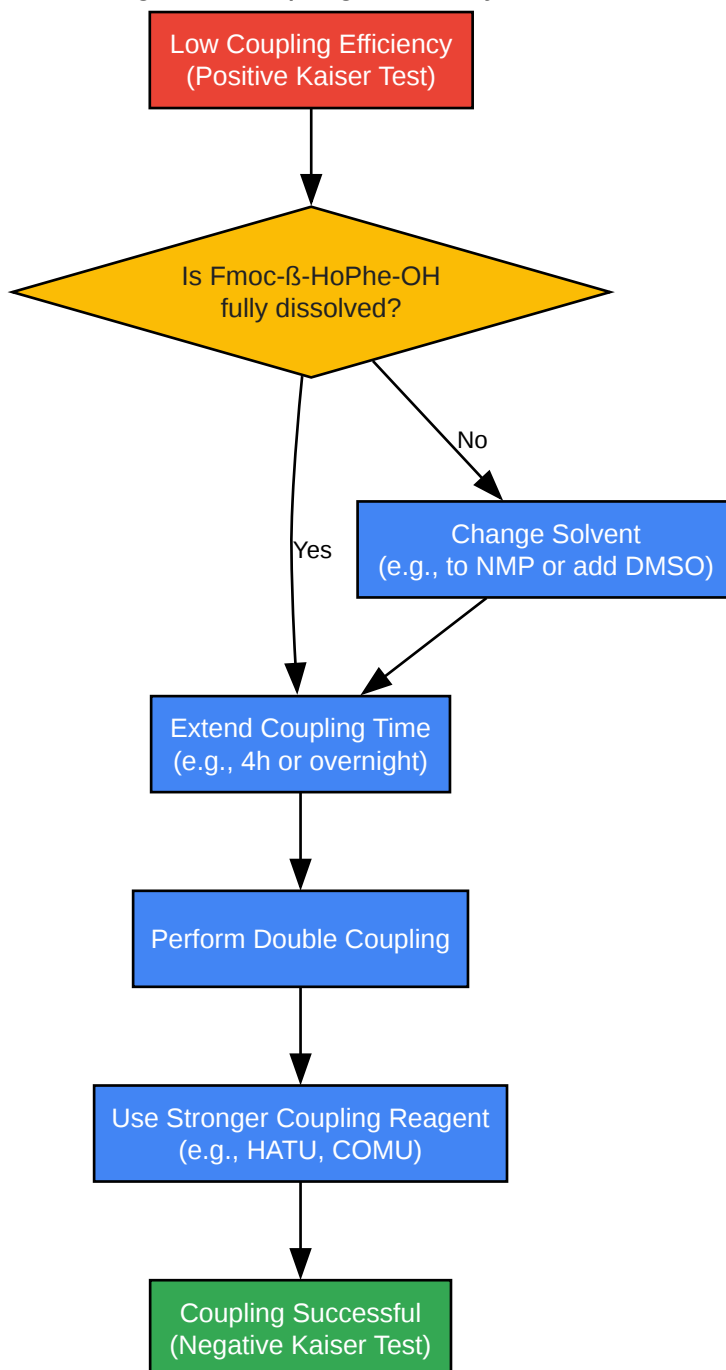 Low Coupling Efficiency
(Positive Kaiser Test)
Is Fmoc-ß-HoPhe-OH
fully dissolved?
No
Change Solvent
(e.g., to NMP or add DMSO)
Yes
Extend Coupling Time
(e.g., 4h or overnight)
Perform Double Coupling
Use Stronger Coupling Reagent
(e.g., HATU, COMU)
Coupling Successful
(Negative Kaiser Test)